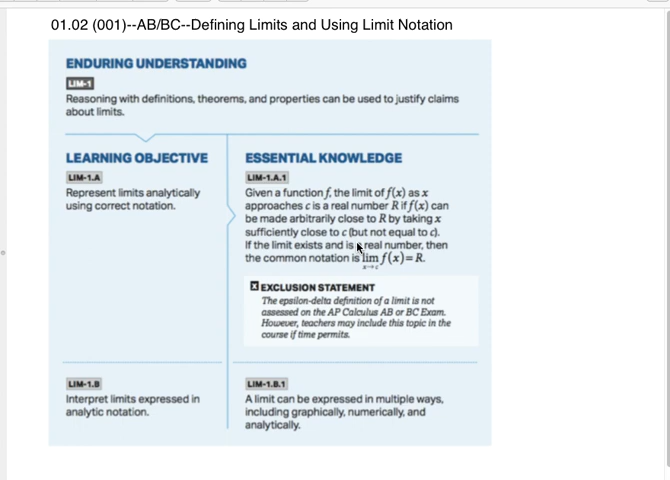 01.02 (001)--AB/BC--Defining Limits and Using Limit Notation
ENDURING UNDERSTANDING
LIM-1
Reasoning with definitions, theorems, and properties can be used to justify claims
about limits.
LEARNING OBJECTIVE
LIM-1.A
Represent limits analytically
using correct notation.
ESSENTIAL KNOWLEDGE
LIM-1.A.1
Given a function f, the limit of f(x) as x
approaches c is a real number R if f(x) can
be made arbitrarily close to R by taking x
sufficiently close to c (but not equal to c).
If the limit exists and is a real number, then
the common notation is lim f(x) = R.
x→c
X EXCLUSION STATEMENT
The epsilon-delta definition of a limit is not
assessed on the AP Calculus AB or BC Exam.
However, teachers may include this topic in the
course if time permits.
LIM-1.B
Interpret limits expressed in
analytic notation.
LIM-1.B.1
A limit can be expressed in multiple ways,
including graphically, numerically, and
analytically.